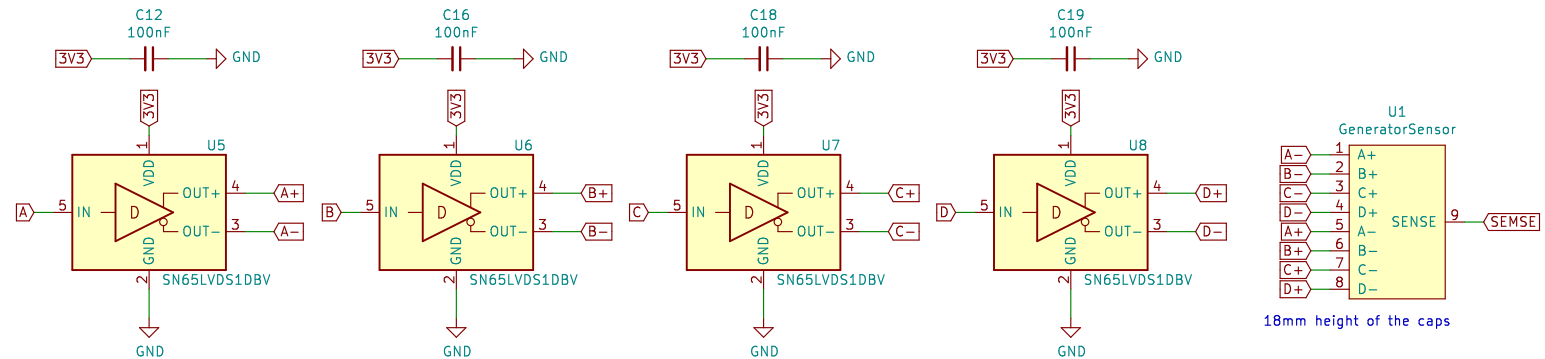 C12
100nF
3V3
GND
3V3
U5
1
VDD
A
5
IN
D
OUT+
4
A+
OUT-
3
A-
GND
2
SN65LVDS1DBV
GND
C16
100nF
3V3
GND
3V3
U6
1
VDD
B
5
IN
D
OUT+
4
B+
OUT-
3
B-
GND
2
SN65LVDS1DBV
GND
C18
100nF
3V3
GND
3V3
U7
1
VDD
C
5
IN
D
OUT+
4
C+
OUT-
3
C-
GND
2
SN65LVDS1DBV
GND
C19
100nF
3V3
GND
3V3
U8
1
VDD
D
5
IN
D
OUT+
4
D+
OUT-
3
D-
GND
2
SN65LVDS1DBV
GND
U1
GeneratorSensor
A- 1 A+
B- 2 B+
C- 3 C+
D- 4 D+
A+ 5 A-
B+ 6 B-
C+ 7 C-
D+ 8 D-
SENSE 9 SEMSE
18mm height of the caps